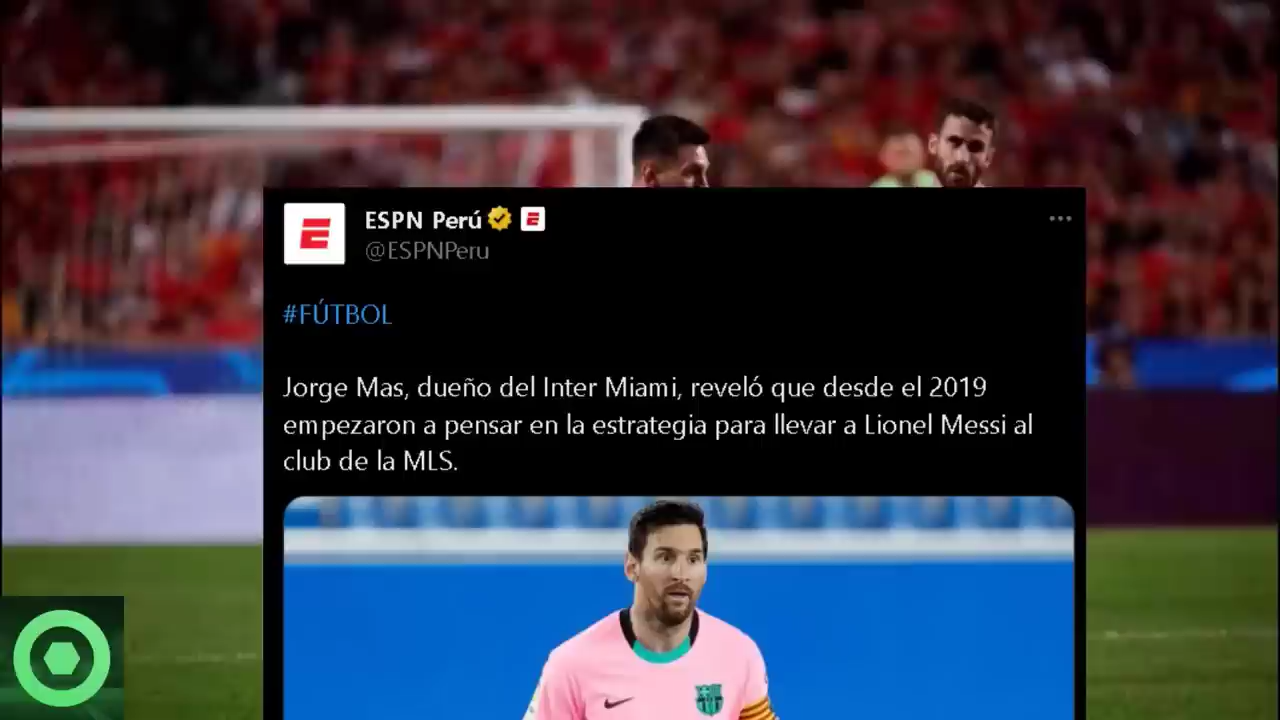 ESPN Perú
@ESPNPeru
#FÚTBOL
Jorge Mas, dueño del Inter Miami, reveló que desde el 2019
empezaron a pensar en la estrategia para llevar a Lionel Messi al
club de la MLS.